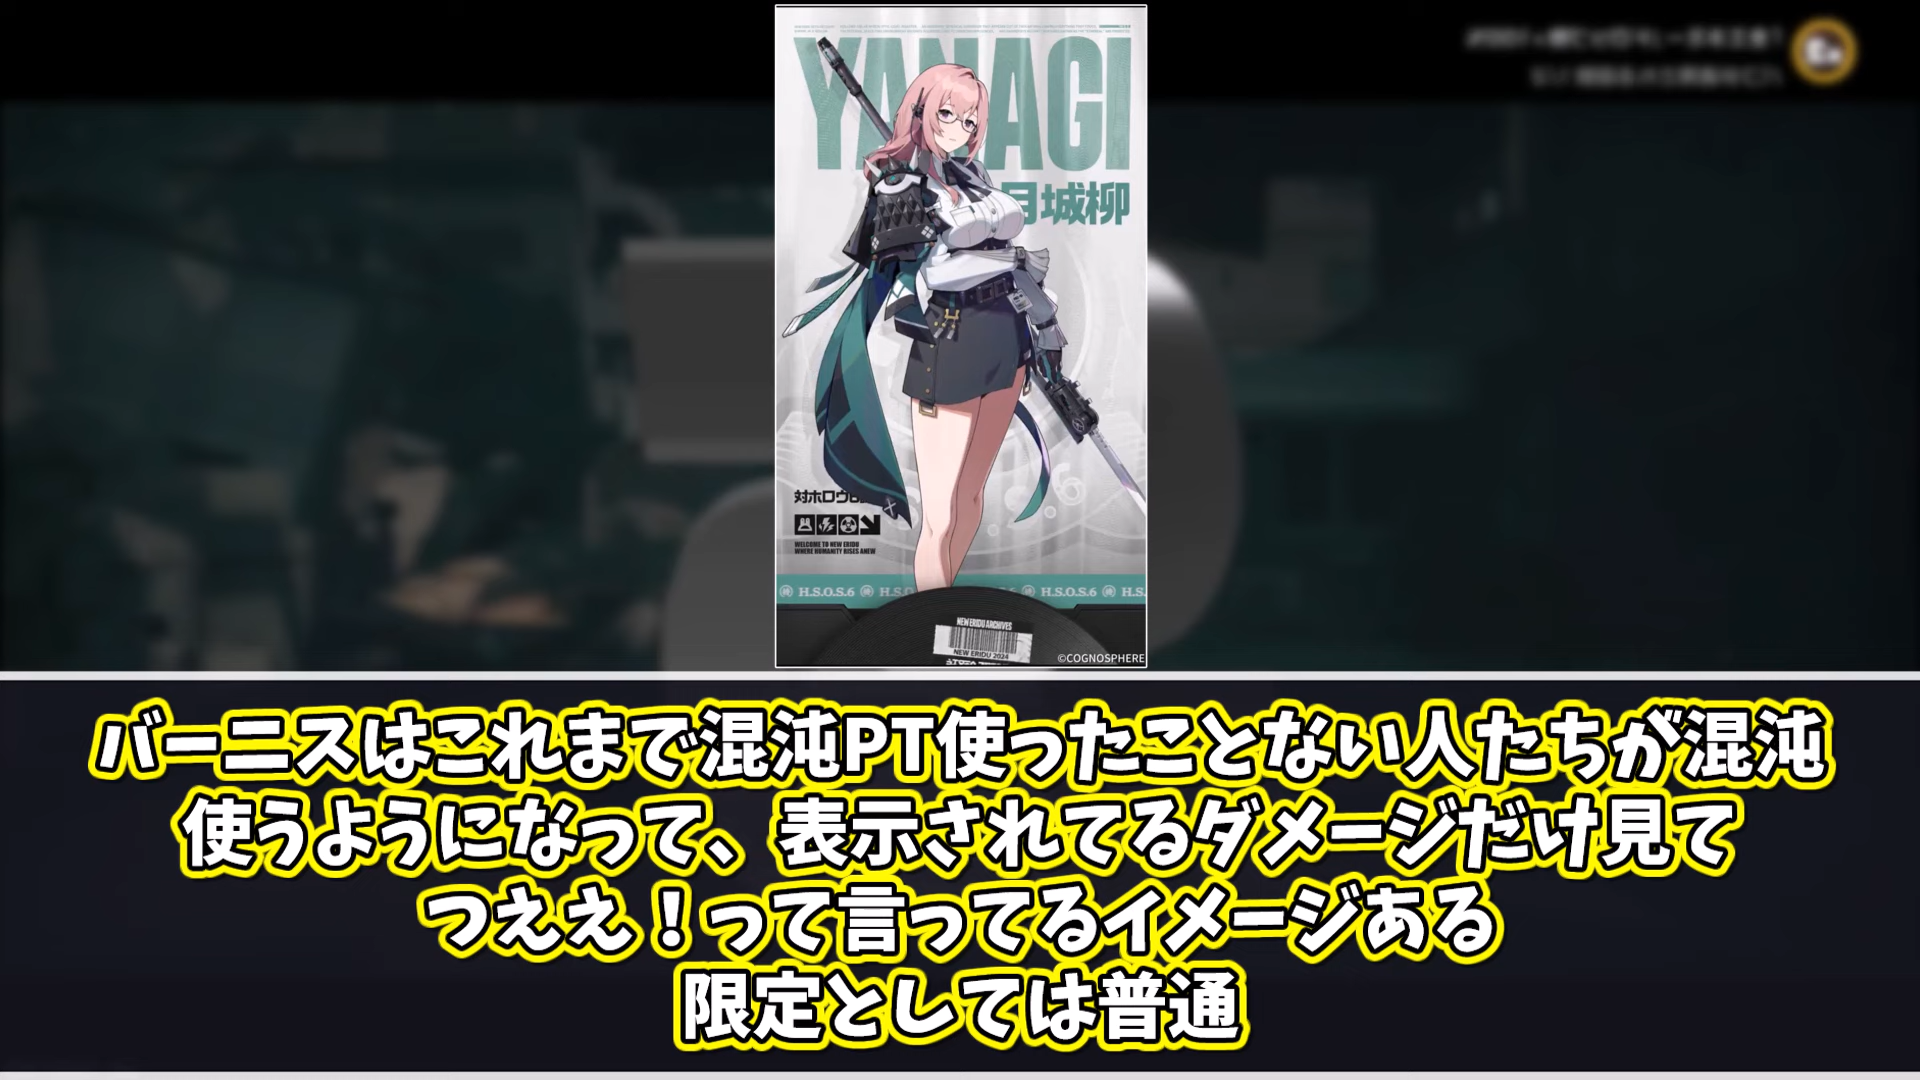 YANAGI
月城柳
対ホロウ6課
WELCOME TO NEW ERIDU
WHERE HUMANITY RISES ANEW
H.S.O.S.6 H.S.O.S.6 H.S.O.S.6 H.S.
NEW ERIDU ARCHIVES
NEW ERIDU 2024
©COGNOSPHERE
バーニスはこれまで混沌PT使ったことない人たちが混沌
使うようになって、表示されてるダメージだけ見て
つええ！って言ってるイメージある
限定としては普通